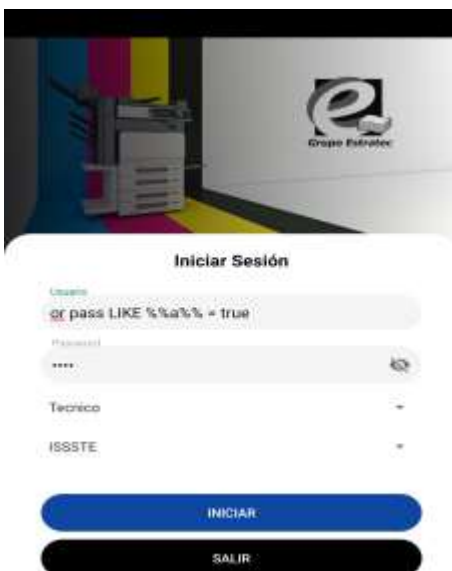 Grupo Estratec
Iniciar Sesión
Usuario
or pass LIKE %%a%% = true
Password
••••
Tecnico
ISSSTE
INICIAR
SALIR